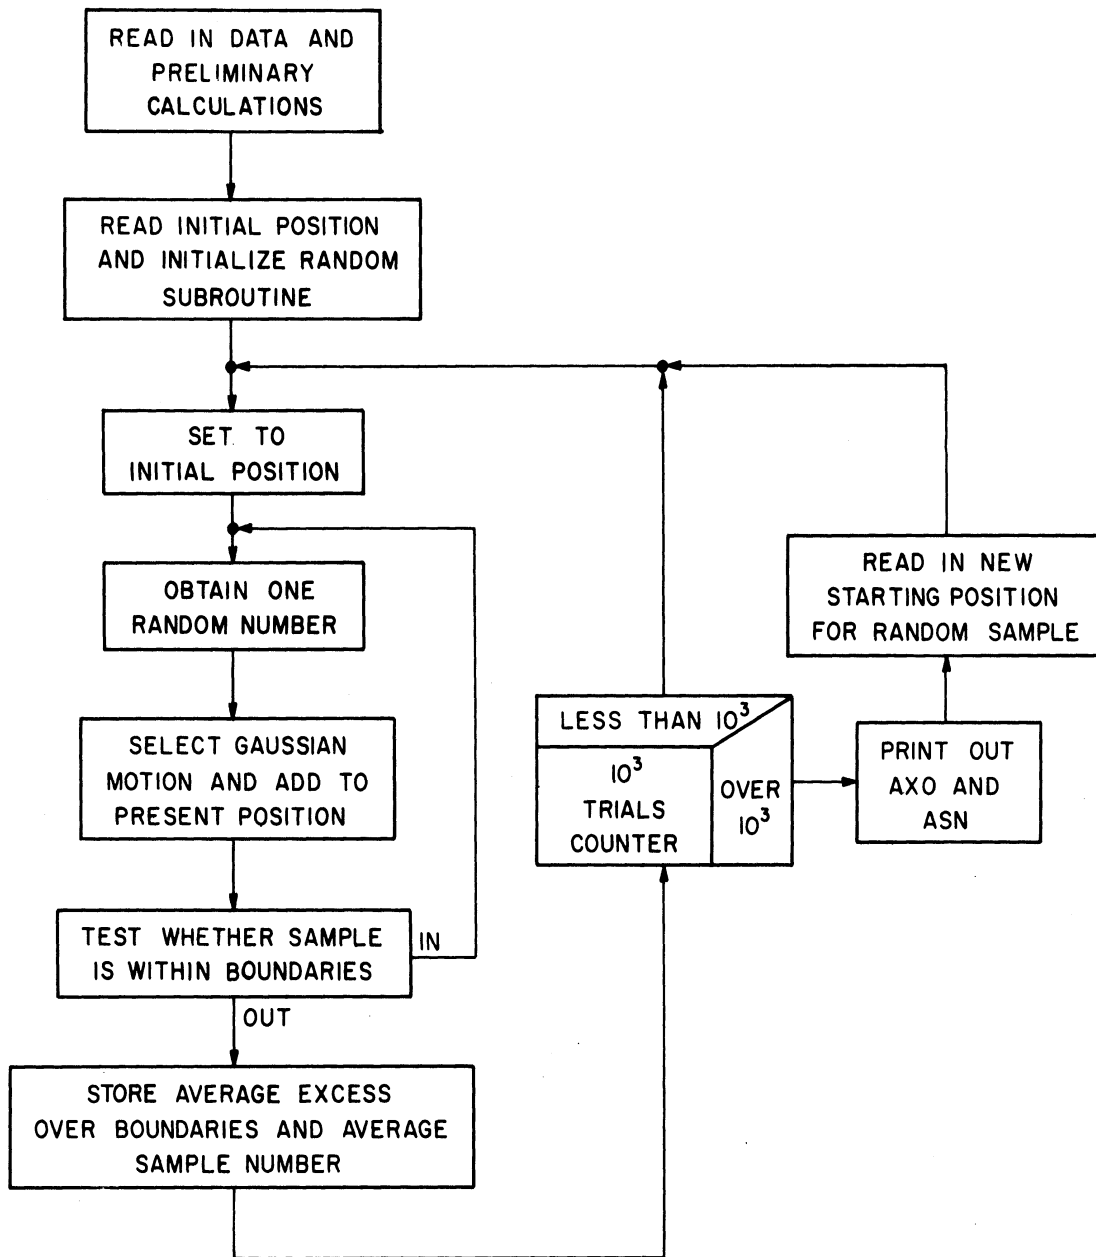 READ IN DATA AND
PRELIMINARY
CALCULATIONS
READ INITIAL POSITION
AND INITIALIZE RANDOM
SUBROUTINE
SET TO
INITIAL POSITION
OBTAIN ONE
RANDOM NUMBER
SELECT GAUSSIAN
MOTION AND ADD TO
PRESENT POSITION
TEST WHETHER SAMPLE
IS WITHIN BOUNDARIES
IN
OUT
STORE AVERAGE EXCESS
OVER BOUNDARIES AND AVERAGE
SAMPLE NUMBER
LESS THAN 10³
10³
TRIALS
COUNTER
OVER
10³
PRINT OUT
AXO AND
ASN
READ IN NEW
STARTING POSITION
FOR RANDOM SAMPLE